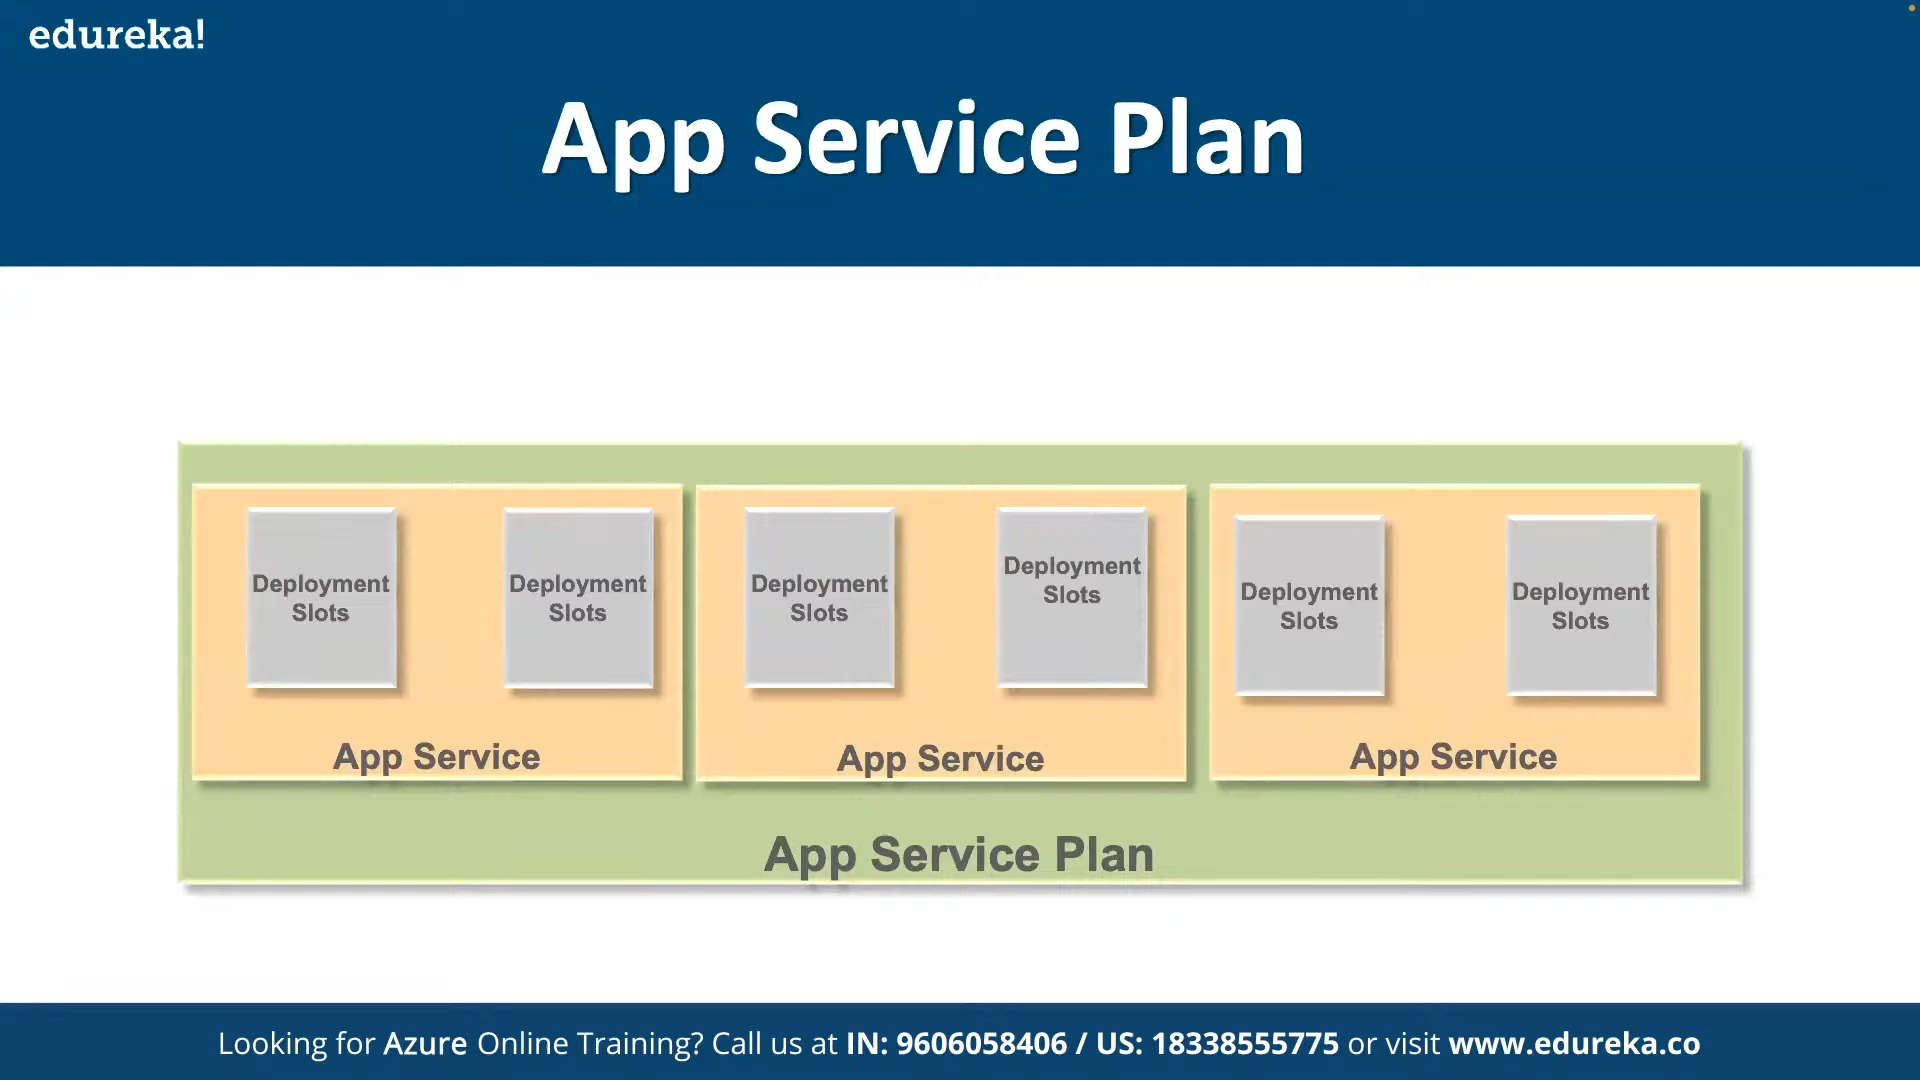 edureka!
App Service Plan
Deployment
Slots
Deployment
Slots
App Service
Deployment
Slots
Deployment
Slots
App Service
Deployment
Slots
Deployment
Slots
App Service
App Service Plan
Looking for Azure Online Training? Call us at IN: 9606058406 / US: 18338555775 or visit www.edureka.co